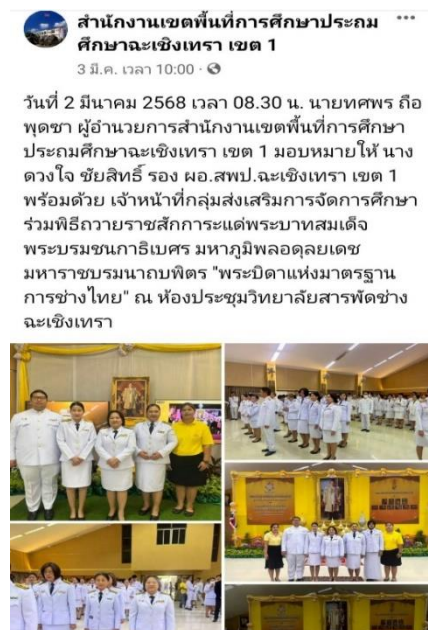 สำนักงานเขตพื้นที่การศึกษาประถม
ศึกษาฉะเชิงเทรา เขต 1
3 มี.ค. เวลา 10:00 ·
วันที่ 2 มีนาคม 2568 เวลา 08.30 น. นายทศพร ถือ
พุดซา ผู้อำนวยการสำนักงานเขตพื้นที่การศึกษา
ประถมศึกษาฉะเชิงเทรา เขต 1 มอบหมายให้ นาง
ดวงใจ ชัยสิทธิ์ รอง ผอ.สพป.ฉะเชิงเทรา เขต 1
พร้อมด้วย เจ้าหน้าที่กลุ่มส่งเสริมการจัดการศึกษา
ร่วมพิธีถวายราชสักการะแด่พระบาทสมเด็จ
พระบรมชนกาธิเบศร มหาภูมิพลอดุลยเดช
มหาราชบรมนาถบพิตร "พระบิดาแห่งมาตรฐาน
การช่างไทย" ณ ห้องประชุมวิทยาลัยสารพัดช่าง
ฉะเชิงเทรา